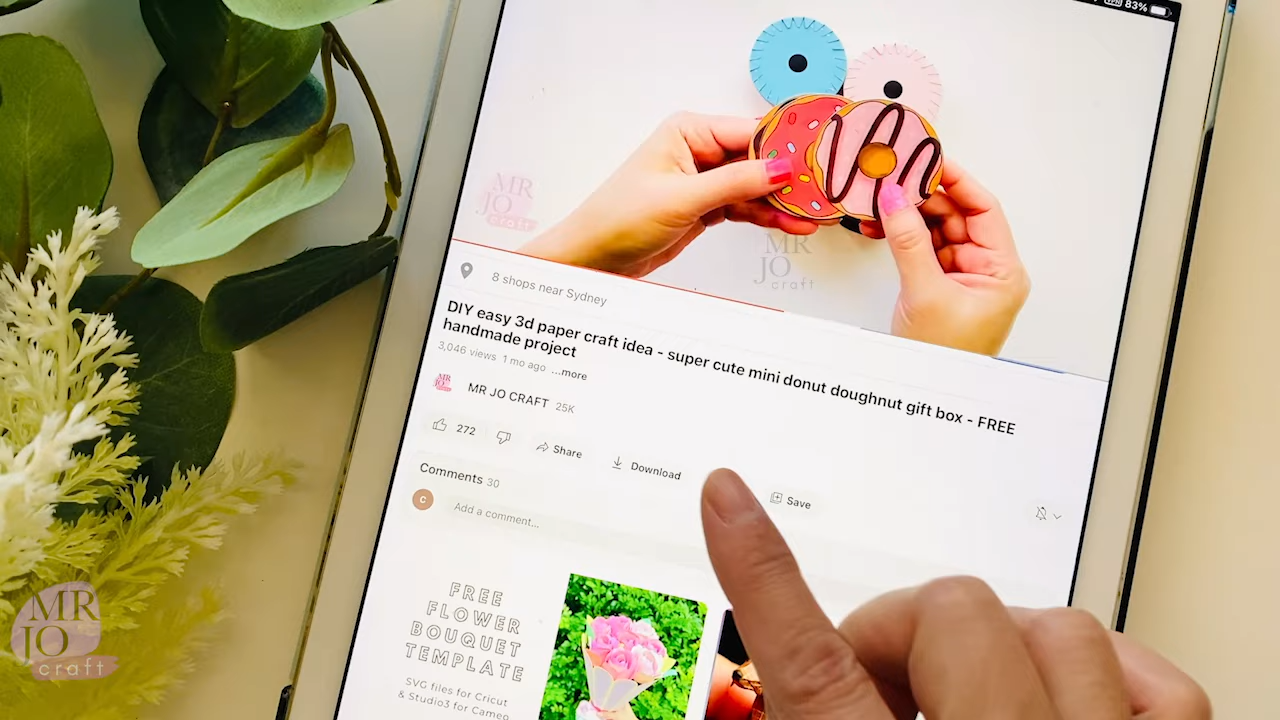 VPN 83%
MR
JO
craft
MR
JO
craft
8 shops near Sydney
DIY easy 3d paper craft idea - super cute mini donut doughnut gift box - FREE
handmade project
3,046 views 1 mo ago ...more
MR
JO
MR JO CRAFT 25K
272
Share
Download
Save
Comments 30
C
Add a comment...
FREE
FLOWER
BOUQUET
TEMPLATE
SVG files for Cricut
& Studio3 for Cameo
MR
JO
craft